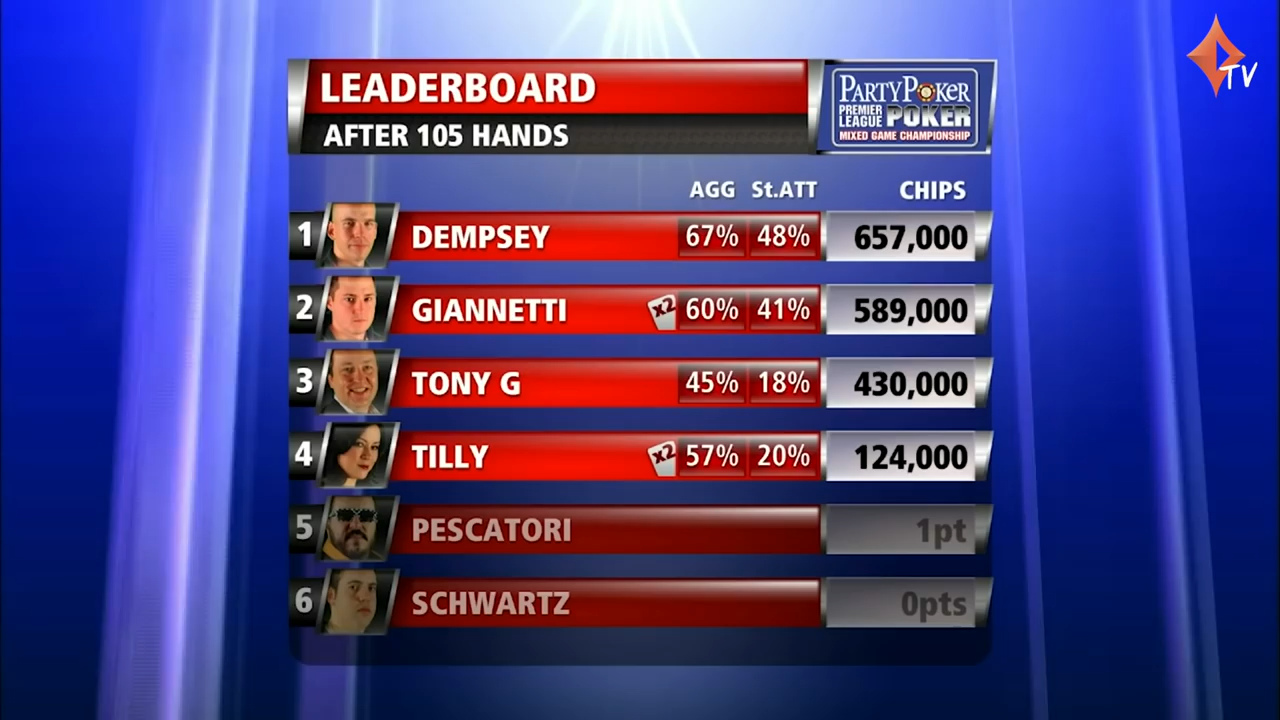 TV
LEADERBOARD
AFTER 105 HANDS
PARTYPOKER
PREMIER LEAGUE POKER
MIXED GAME CHAMPIONSHIP
AGG St.ATT CHIPS
1 DEMPSEY 67% 48% 657,000
2 GIANNETTI x2 60% 41% 589,000
3 TONY G 45% 18% 430,000
4 TILLY x2 57% 20% 124,000
5 PESCATORI 1pt
6 SCHWARTZ 0pts